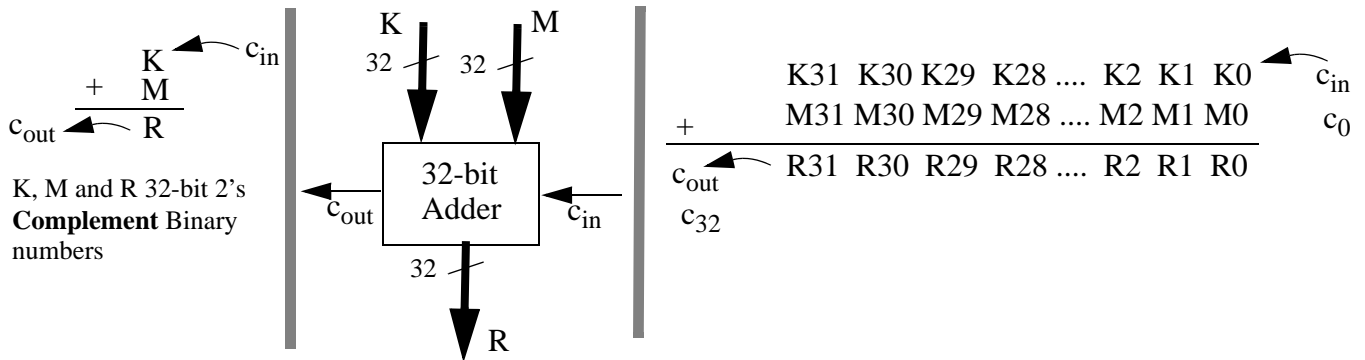 K
c_in
+ M
c_out
R
K, M and R 32-bit 2's
Complement Binary
numbers
K M
32 32
32-bit
Adder
c_out
c_in
32
R
K31 K30 K29 K28 .... K2 K1 K0
c_in
+ M31 M30 M29 M28 .... M2 M1 M0
c_0
c_out
R31 R30 R29 R28 .... R2 R1 R0
c_32